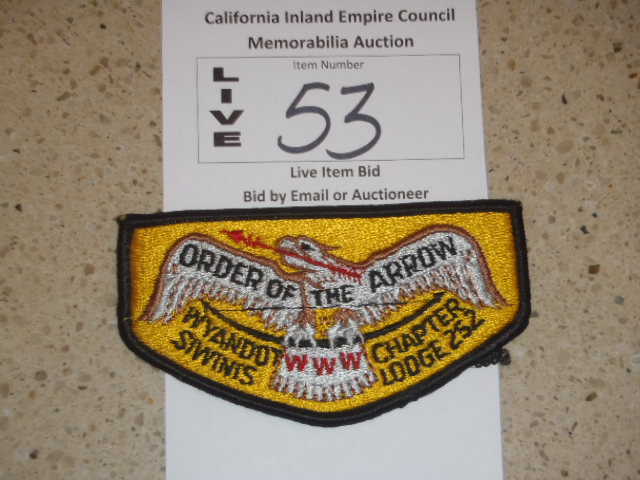 California Inland Empire Council
Memorabilia Auction
Item Number
LIVE
53
Live Item Bid
Bid by Email or Auctioneer
ORDER OF THE ARROW
WYANDOT CHAPTER
SIWINIS LODGE 252
WWW